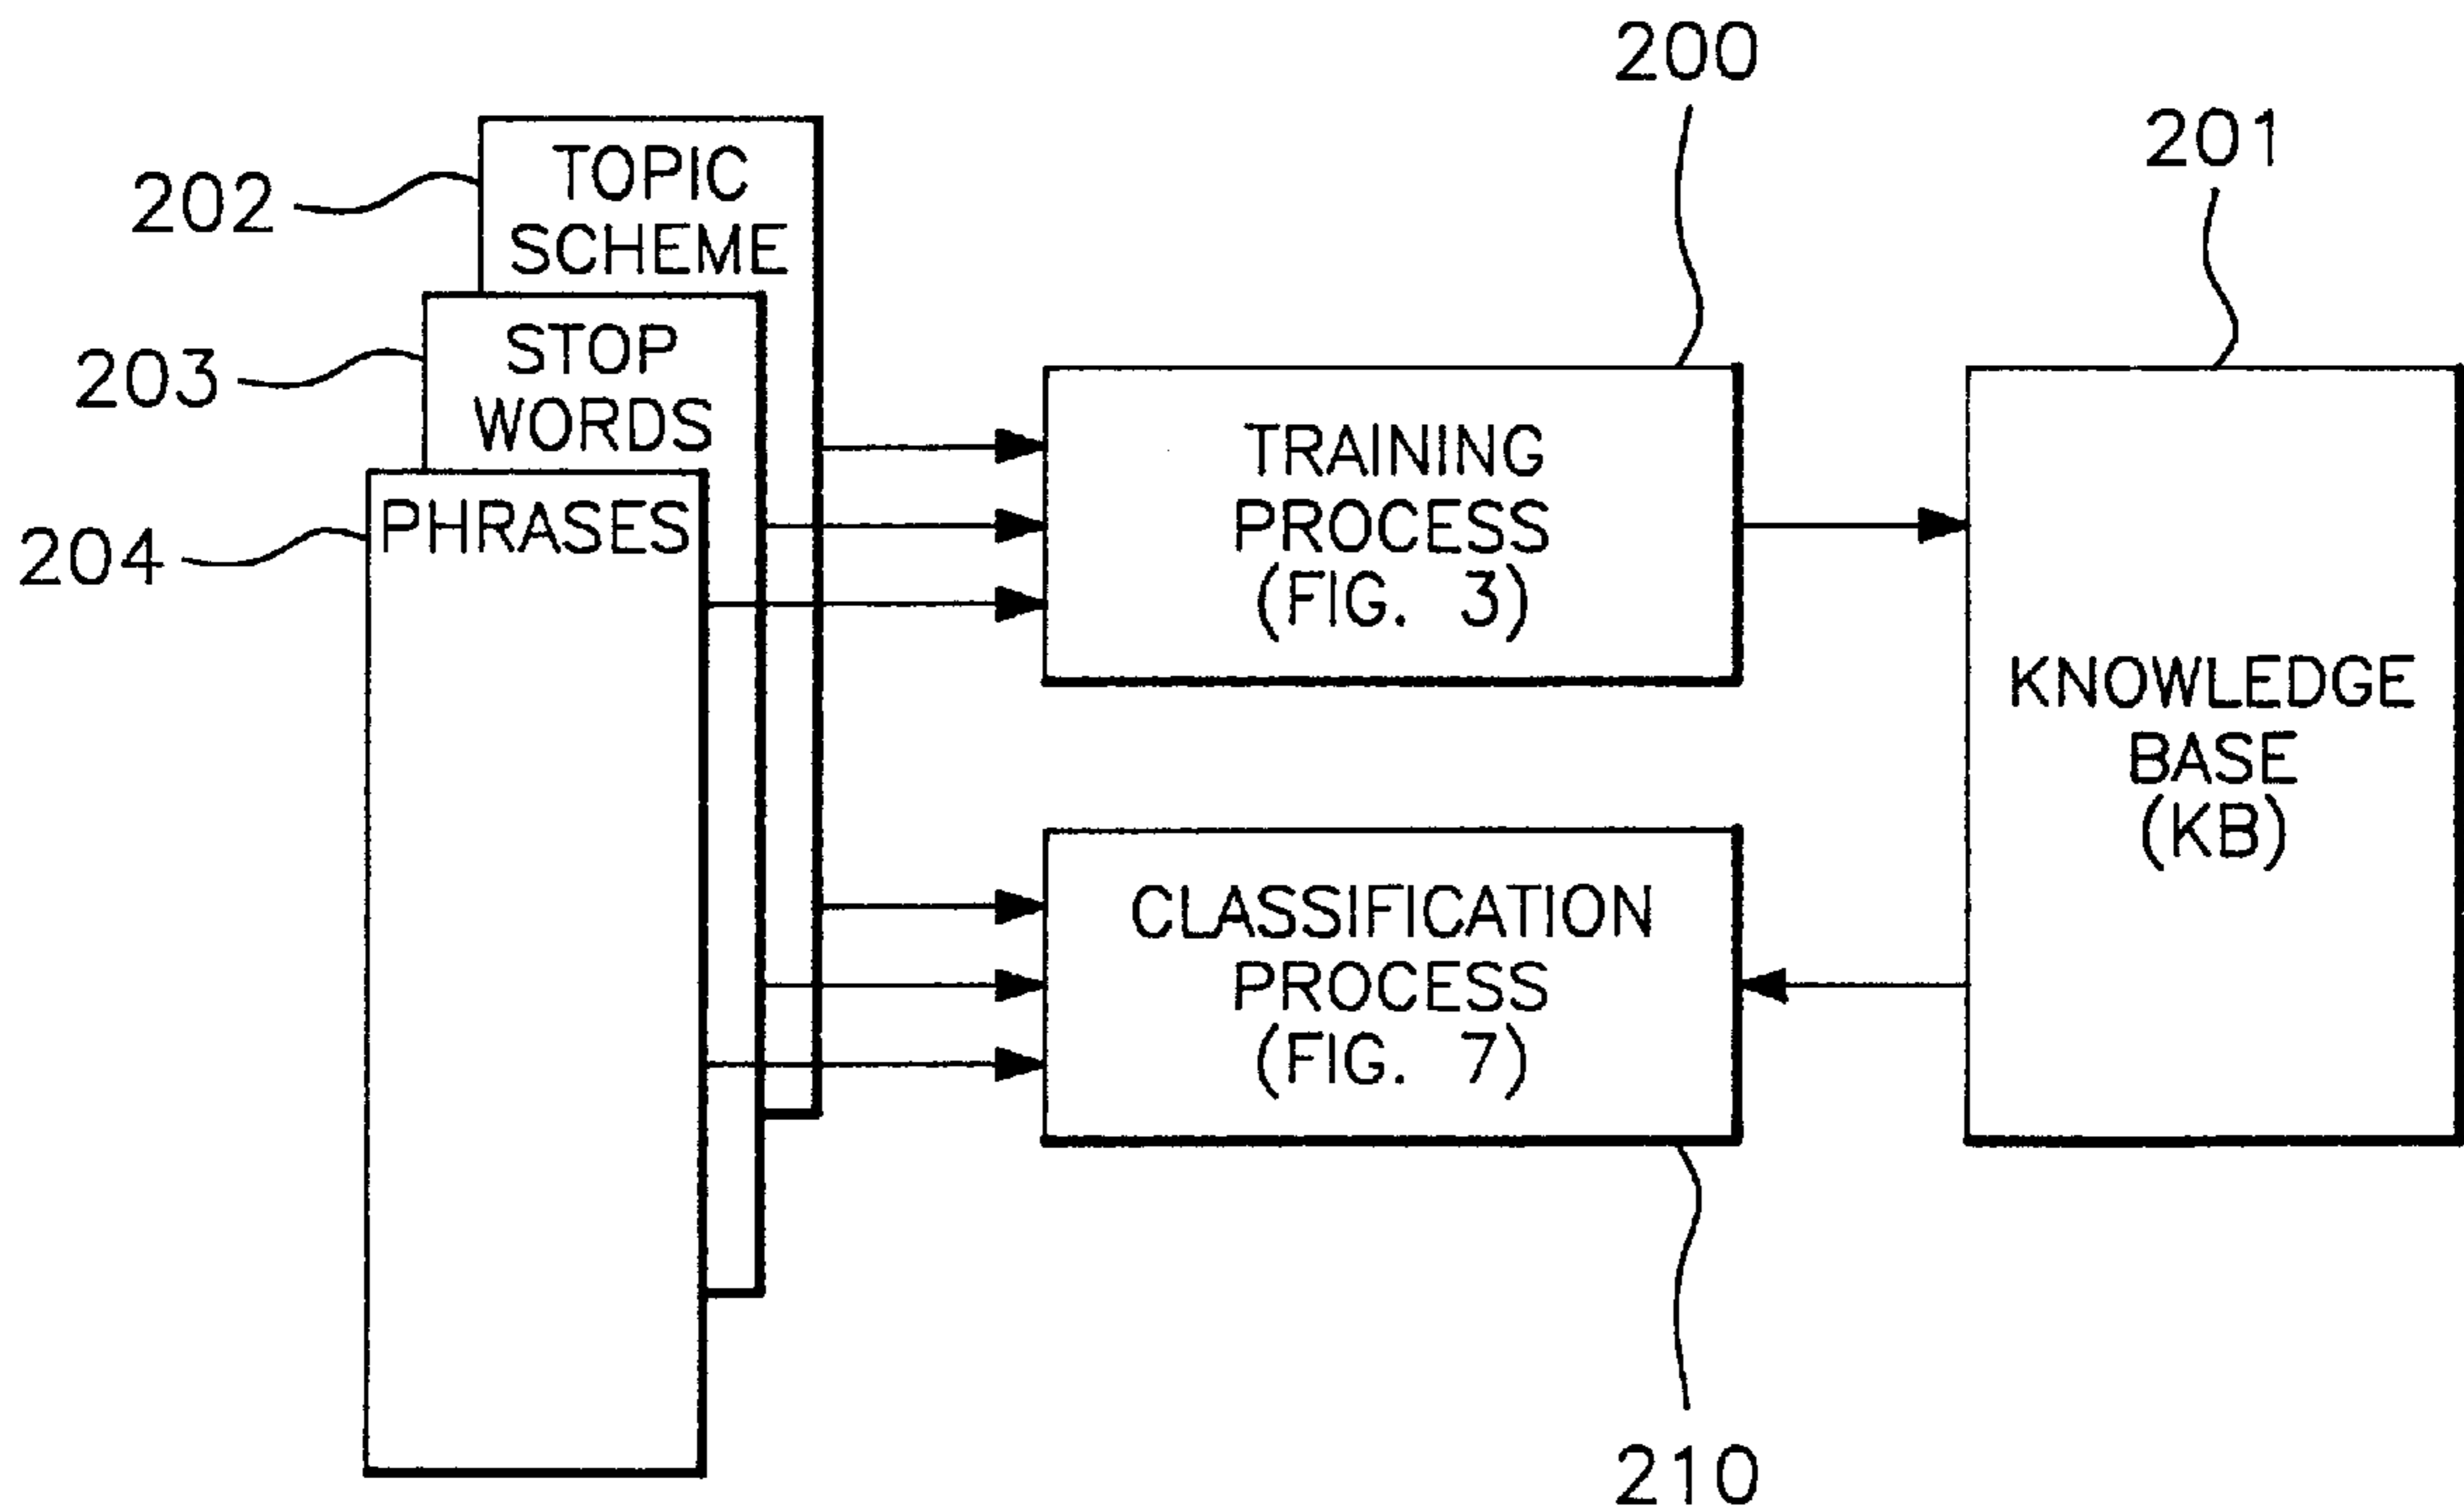 200
201
202
TOPIC
SCHEME
203
STOP
WORDS
204
PHRASES
TRAINING
PROCESS
(FIG. 3)
KNOWLEDGE
BASE
(KB)
CLASSIFICATION
PROCESS
(FIG. 7)
210